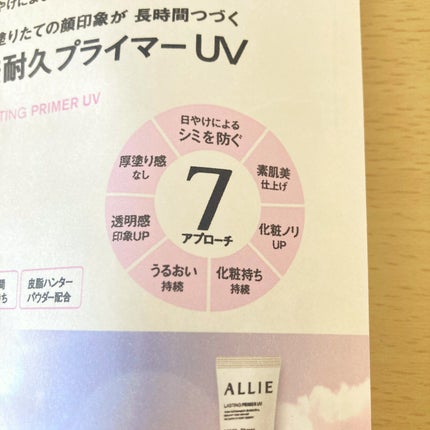 塗りたての顔印象が 長時間つづく
耐久プライマーUV
TING PRIMER UV
日やけによる
シミを防ぐ
素肌美
仕上げ
化粧ノリ
UP
化粧持ち
持続
うるおい
持続
透明感
印象UP
厚塗り感
なし
7
アプローチ
皮脂ハンター
パウダー配合
ALLIE
LASTING PRIMER UV